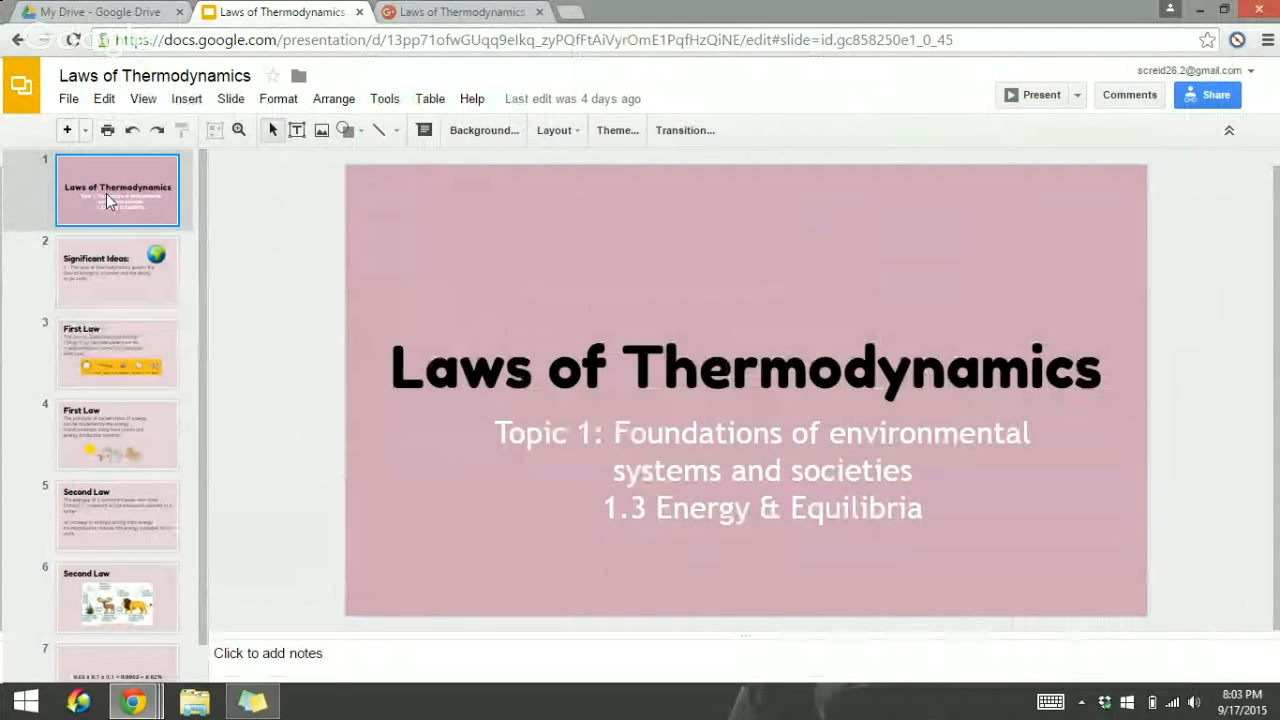 My Drive - Google Drive
Laws of Thermodynamics
Laws of Thermodynamics
https://docs.google.com/presentation/d/13pp71ofwGU
/edit#slide=id.gc858250e1_0_45
Laws of Thermodynamics
screid26.2@gmail.com
File Edit View Insert Slide Format Arrange Tools Table Help Last edit was 4 days ago
Present Comments Share
Background... Layout Theme... Transition...
1
Laws of Thermodynamics
2
Significant Ideas:
3
First Law
4
First Law
5
Second Law
6
Second Law
7
Laws of Thermodynamics
Topic 1: Foundations of environmental
systems and societies
1.3 Energy & Equilibria
Click to add notes
8:03 PM
9/17/2015